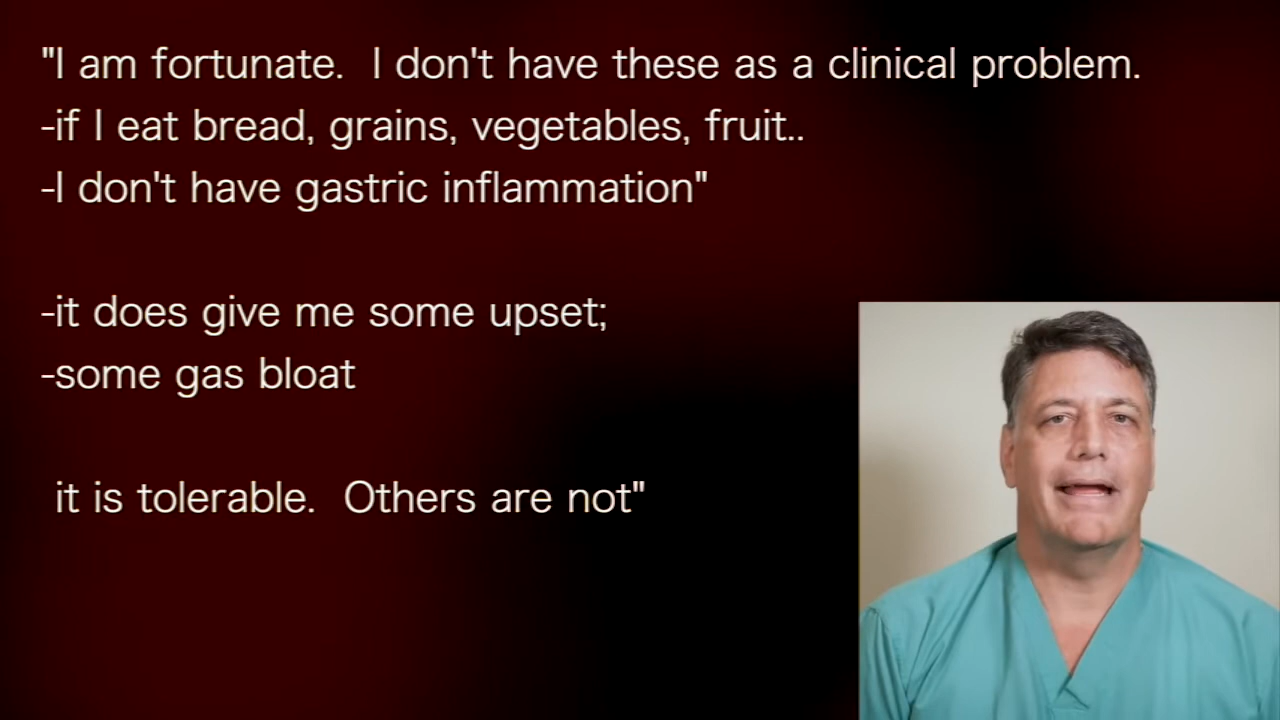 "I am fortunate.  I don't have these as a clinical problem.
-if I eat bread, grains, vegetables, fruit..
-I don't have gastric inflammation"
-it does give me some upset;
-some gas bloat
it is tolerable.  Others are not"